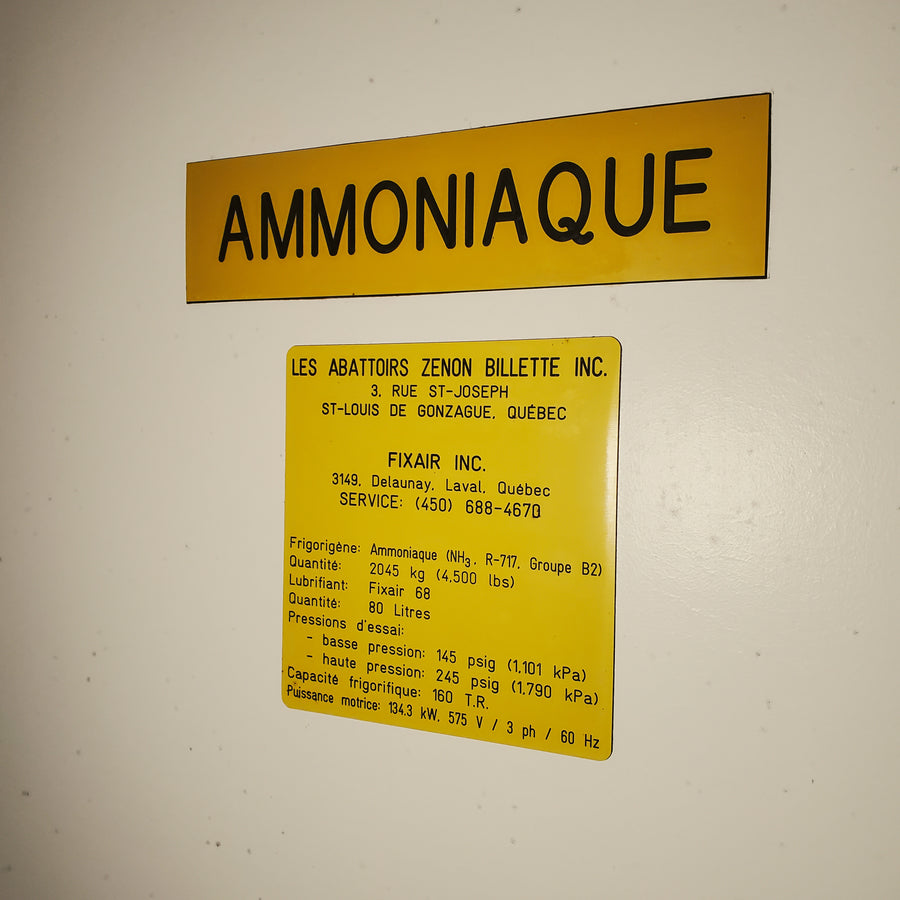 AMMONIAQUE
LES ABATTOIRS ZENON BILLETTE INC.
3, RUE ST-JOSEPH
ST-LOUIS DE GONZAGUE, QUÉBEC
FIXAIR INC.
3149, Delaunay, Laval, Québec
SERVICE: (450) 688-4670
Frigorigène: Ammoniaque (NH₃, R-717, Groupe B2)
Quantité: 2045 kg (4,500 lbs)
Lubrifiant: Fixair 68
Quantité: 80 Litres
Pressions d'essai:
- basse pression: 145 psig (1.101 kPa)
- haute pression: 245 psig (1.790 kPa)
Capacité frigorifique: 160 T.R.
Puissance motrice: 134.3 kW, 575 V / 3 ph / 60 Hz